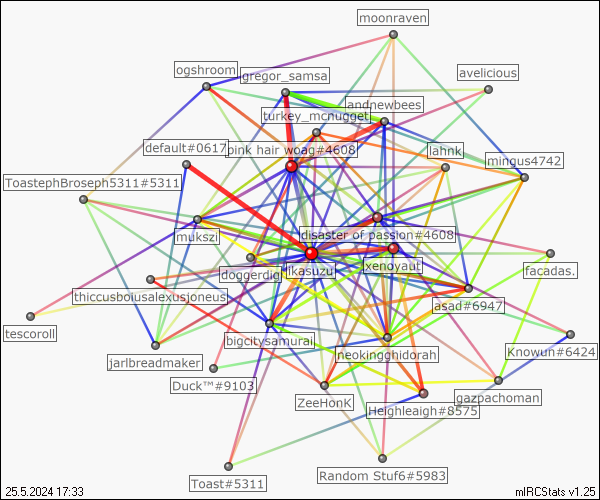 moonraven
ogshroom
gregor_samsa
avelicious
andnewbees
turkey_mcnugget
default#0617
pink hair woag#4608
lahnk
mingus4742
ToastephBroseph5311#5311
mukszi
disaster of passion#4608
doggerdigi
ikasuzu
xenoyaut
facadas.
thiccusbousalexusjoneus
asad#6947
tescoroll
bigcitysamurai
neokingghidorah
Knowun#6424
jarlbreadmaker
Duck™#9103
ZeeHonK
Heighleaigh#8575
gazpachoman
Toast#5311
Random Stuf6#5983
25.5.2024 17:33
mIRCStats v1.25